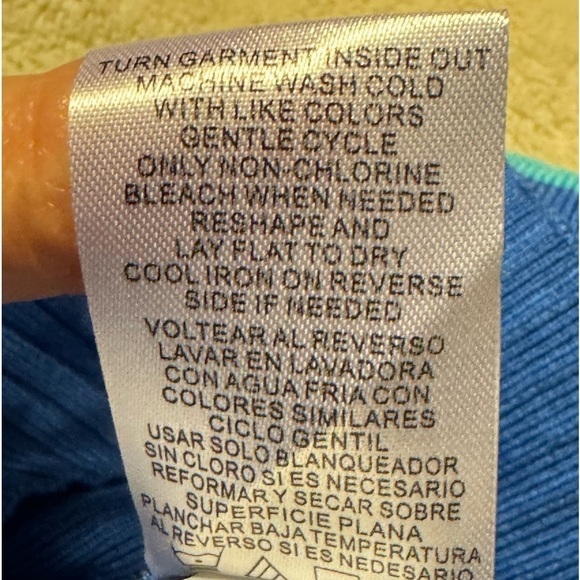 TURN GARMENT INSIDE OUT
MACHINE WASH COLD
WITH LIKE COLORS
GENTLE CYCLE
ONLY NON-CHLORINE
BLEACH WHEN NEEDED
RESHAPE AND
LAY FLAT TO DRY
COOL IRON ON REVERSE
SIDE IF NEEDED
VOLTEAR AL REVERSO
LAVAR EN LAVADORA
CON AGUA FRIA CON
COLORES SIMILARES
CICLO GENTIL
USAR SOLO BLANQUEADOR
SIN CLORO SI ES NECESARIO
REFORMAR Y SECAR SOBRE
SUPERFICIE PLANA
PLANCHAR BAJA TEMPERATURA
AL REVERSO SI ES NECESARIO